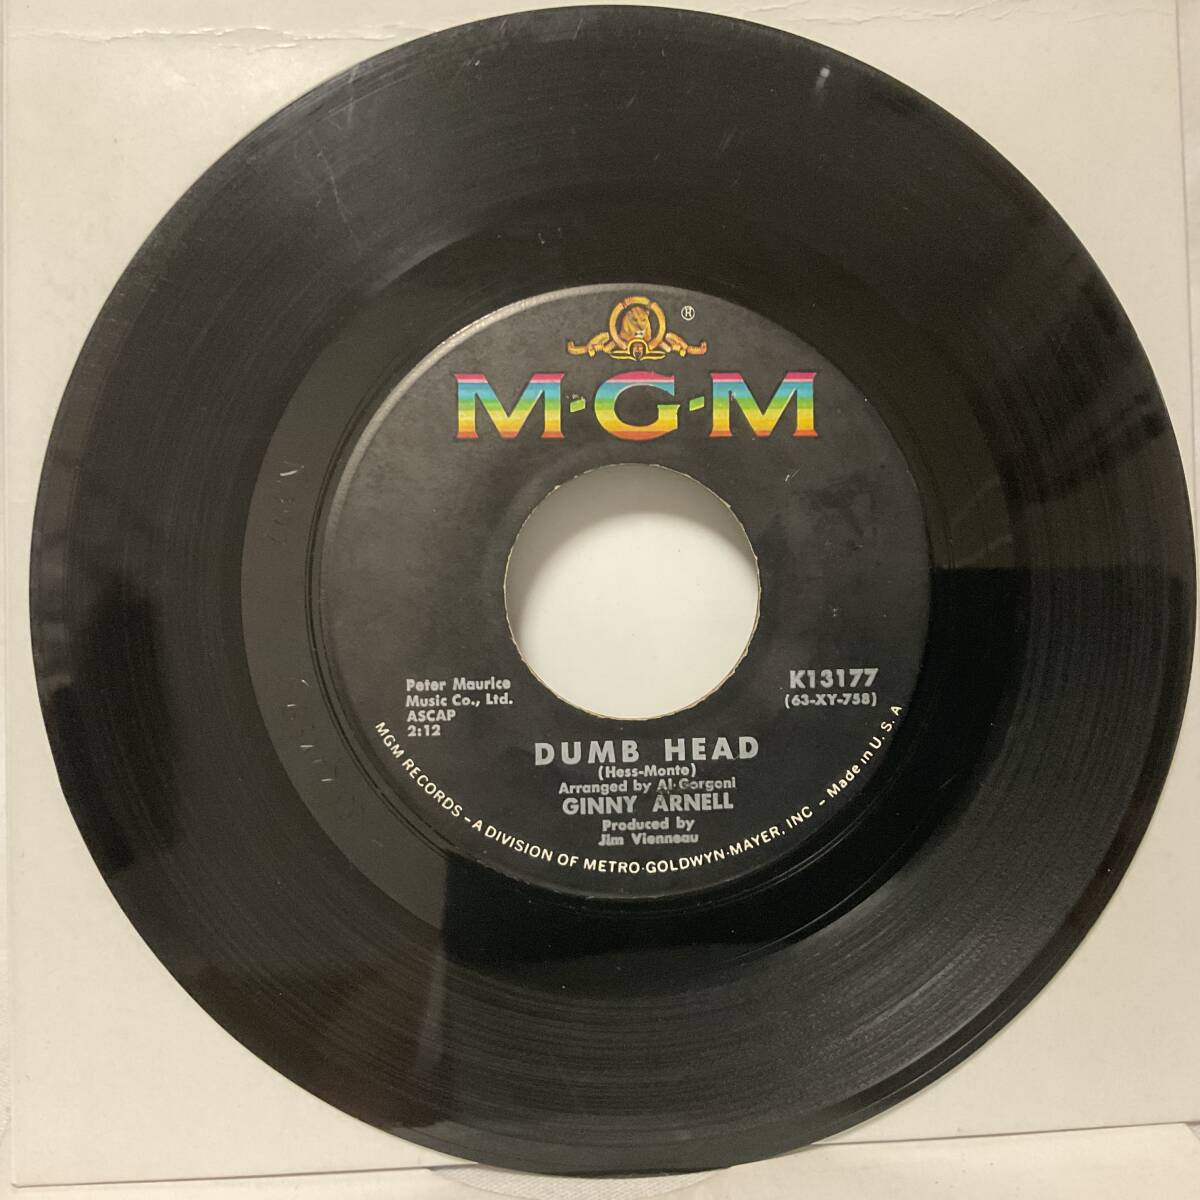 ®
M·G·M
Peter Maurice
Music Co., Ltd.
ASCAP
2:12
K13177
(63-XY-758)
DUMB HEAD
(Hess-Monte)
Arranged by Al Gorgoni
GINNY ARNELL
Produced by
Jim Vienneau
MGM RECORDS – A DIVISION OF METRO·GOLDWYN·MAYER, INC – Made in U.S.A